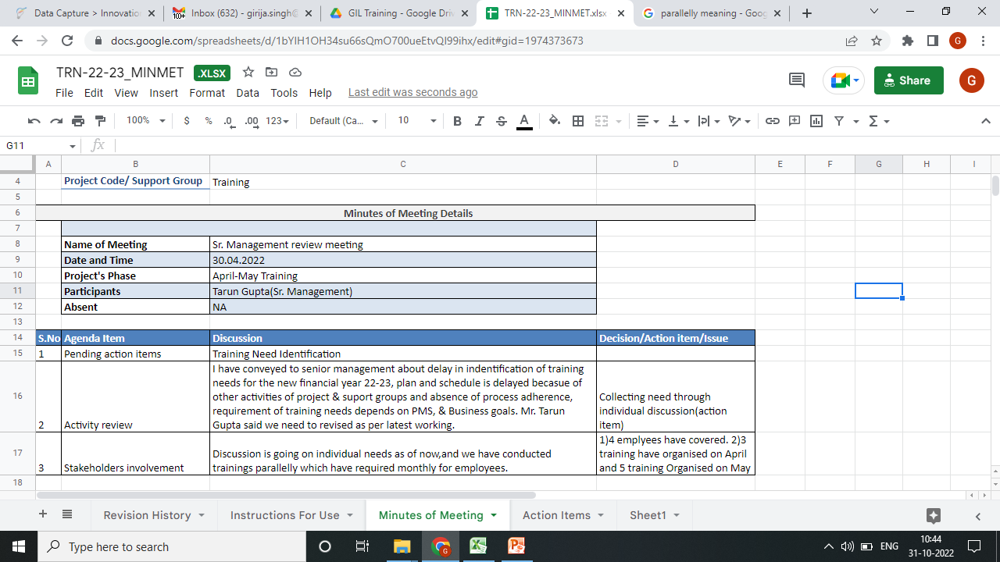 Data Capture > Innovatio
Inbox (632) - girija.singh@
GIL Training - Google Driv
TRN-22-23_MINMET.xlsx
parallelly meaning - Goog
docs.google.com/spreadsheets/d/1bYIH1OH34su66sQmO700ueEtvQI99ihx/edit#gid=1974373673
G
TRN-22-23_MINMET .XLSX
File Edit View Insert Format Data Tools Help Last edit was seconds ago
Share
G
100% $ % .0 .00 123 Default (Ca... 10 B I S A
G11 fx
A B C D E F G H I
4 Project Code/ Support Group Training
5
6 Minutes of Meeting Details
7
8 Name of Meeting Sr. Management review meeting
9 Date and Time 30.04.2022
10 Project's Phase April-May Training
11 Participants Tarun Gupta(Sr. Management)
12 Absent NA
13
14 S.No Agenda Item Discussion Decision/Action item/Issue
15 1 Pending action items Training Need Identification
16
2 Activity review
I have conveyed to senior management about delay in indentification of training
needs for the new financial year 22-23, plan and schedule is delayed becasue of
other activities of project & suport groups and absence of process adherence,
requirement of training needs depends on PMS, & Business goals. Mr. Tarun
Gupta said we need to revised as per latest working.
Collecting need through
individual discussion(action
item)
17
3 Stakeholders involvement
Discussion is going on individual needs as of now,and we have conducted
trainings parallelly which have required monthly for employees.
1)4 emplyees have covered. 2)3
training have organised on April
and 5 training Organised on May
18
Revision History Instructions For Use Minutes of Meeting Action Items Sheet1
Type here to search
ENG
10:44
31-10-2022